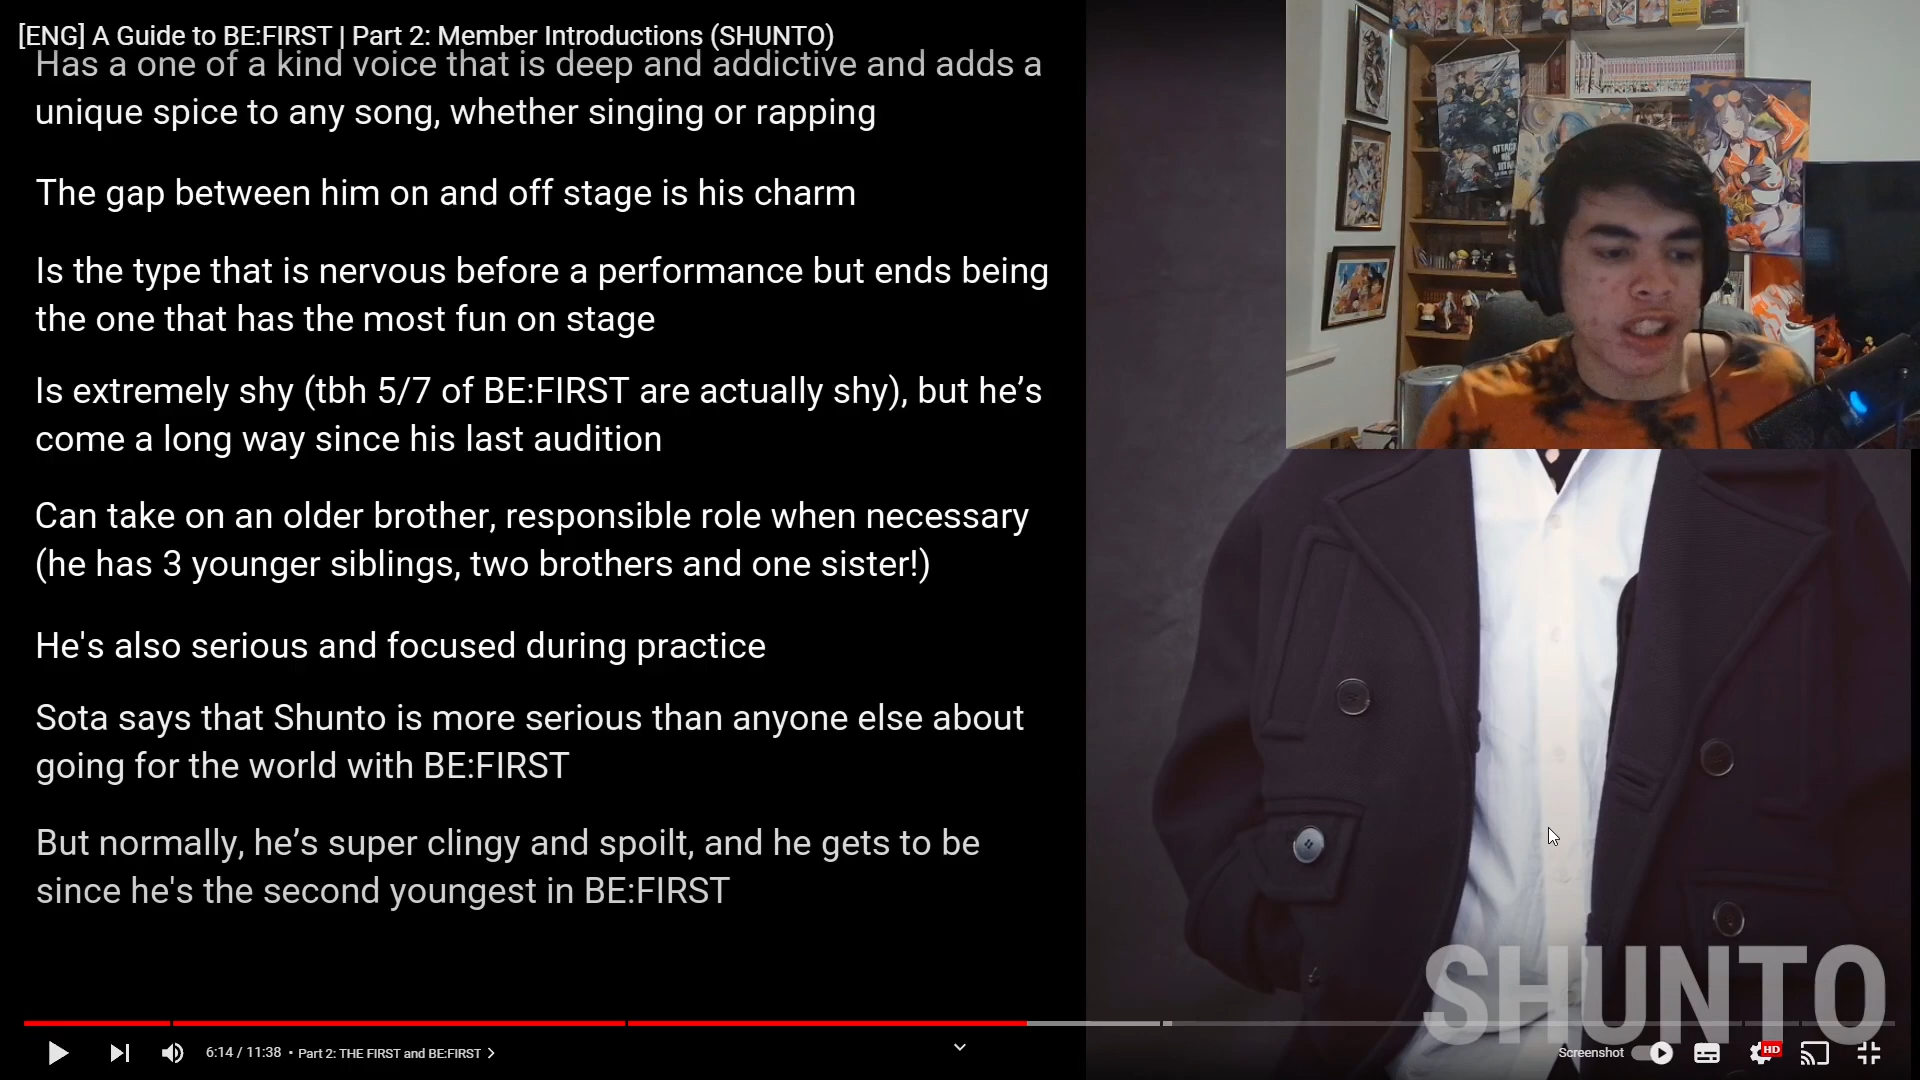 [ENG] A Guide to BE:FIRST | Part 2: Member Introductions (SHUNTO)
Has a one of a kind voice that is deep and addictive and adds a
unique spice to any song, whether singing or rapping
The gap between him on and off stage is his charm
Is the type that is nervous before a performance but ends being
the one that has the most fun on stage
Is extremely shy (tbh 5/7 of BE:FIRST are actually shy), but he’s
come a long way since his last audition
Can take on an older brother, responsible role when necessary
(he has 3 younger siblings, two brothers and one sister!)
He's also serious and focused during practice
Sota says that Shunto is more serious than anyone else about
going for the world with BE:FIRST
But normally, he’s super clingy and spoilt, and he gets to be
since he's the second youngest in BE:FIRST
ATTACK
ON
TITAN
SHUNTO
6:14 / 11:38 • Part 2: THE FIRST and BE:FIRST
Screenshot
HD